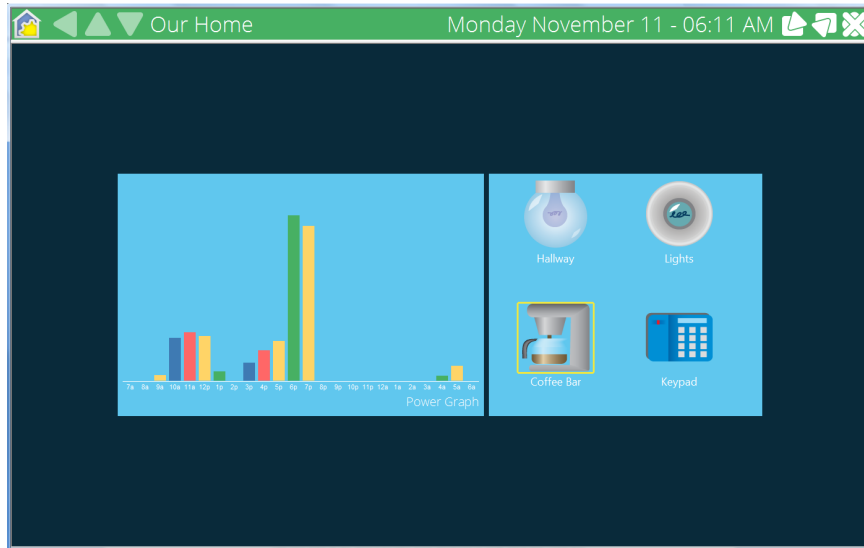 Our Home
Monday November 11 - 06:11 AM
Hallway
Lights
7a 8a 9a 10a 11a 12p 1p 2p 3p 4p 5p 6p 7p 8p 9p 10p 11p 12a 1a 2a 3a 4a 5a 6a
Power Graph
Coffee Bar
Keypad